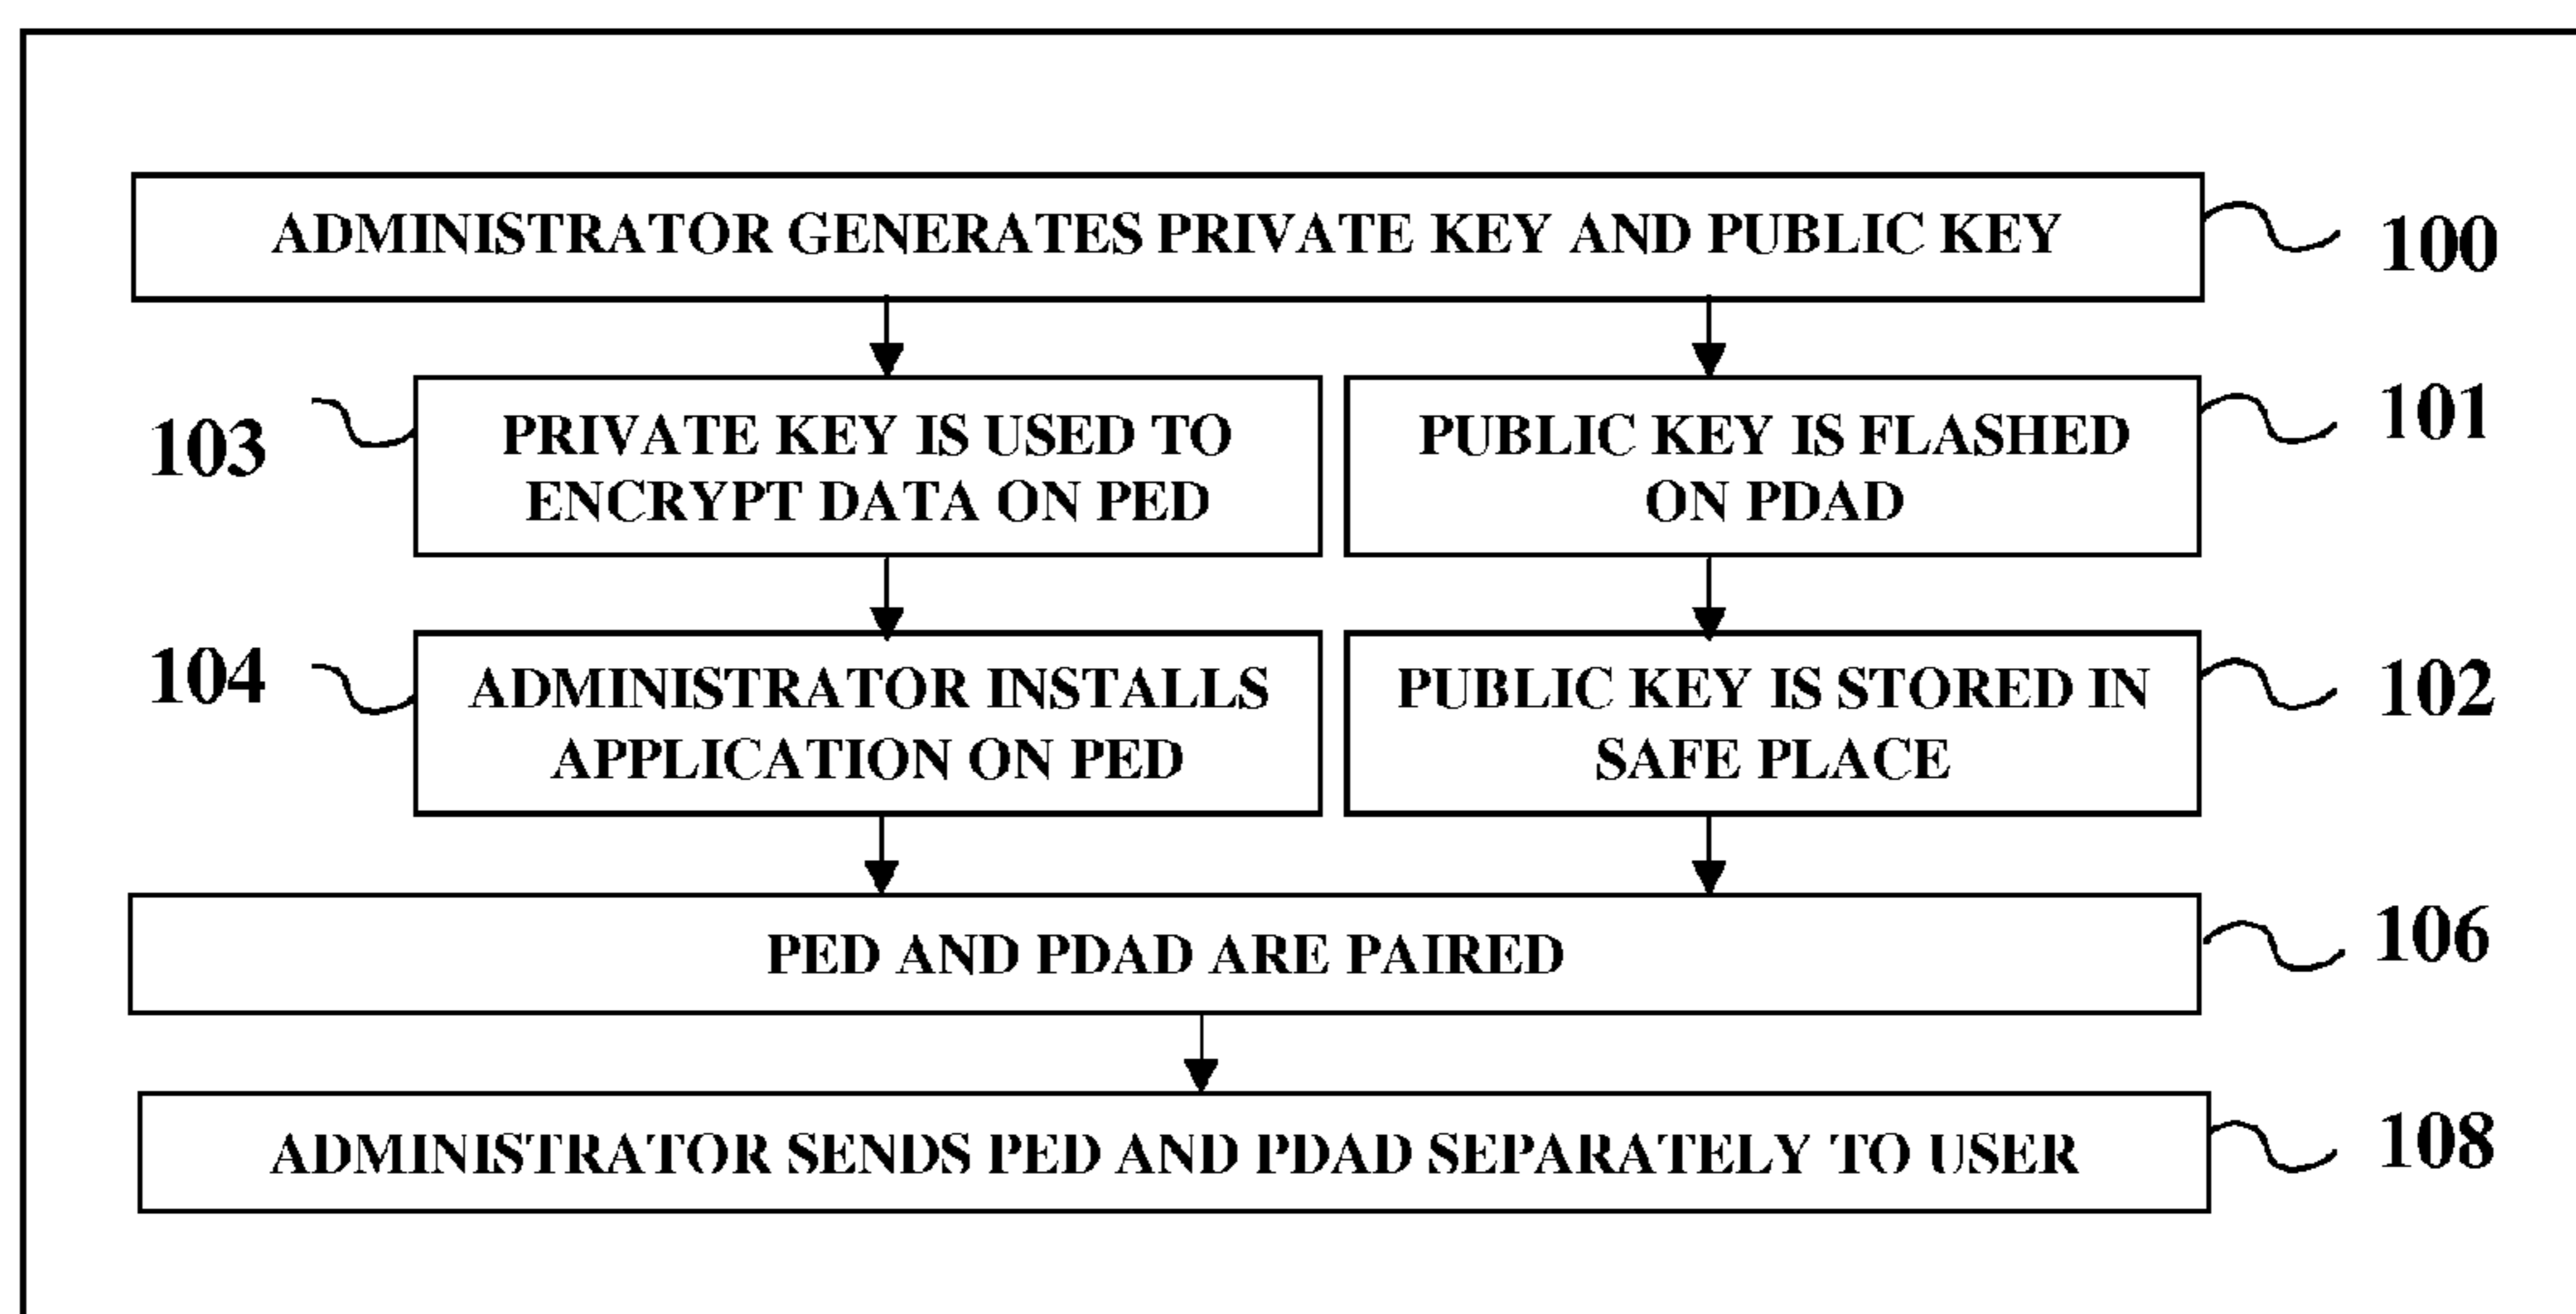 ADMINISTRATOR GENERATES PRIVATE KEY AND PUBLIC KEY
100
103
PRIVATE KEY IS USED TO
ENCRYPT DATA ON PED
PUBLIC KEY IS FLASHED
ON PDAD
101
104
ADMINISTRATOR INSTALLS
APPLICATION ON PED
PUBLIC KEY IS STORED IN
SAFE PLACE
102
PED AND PDAD ARE PAIRED
106
ADMINISTRATOR SENDS PED AND PDAD SEPARATELY TO USER
108